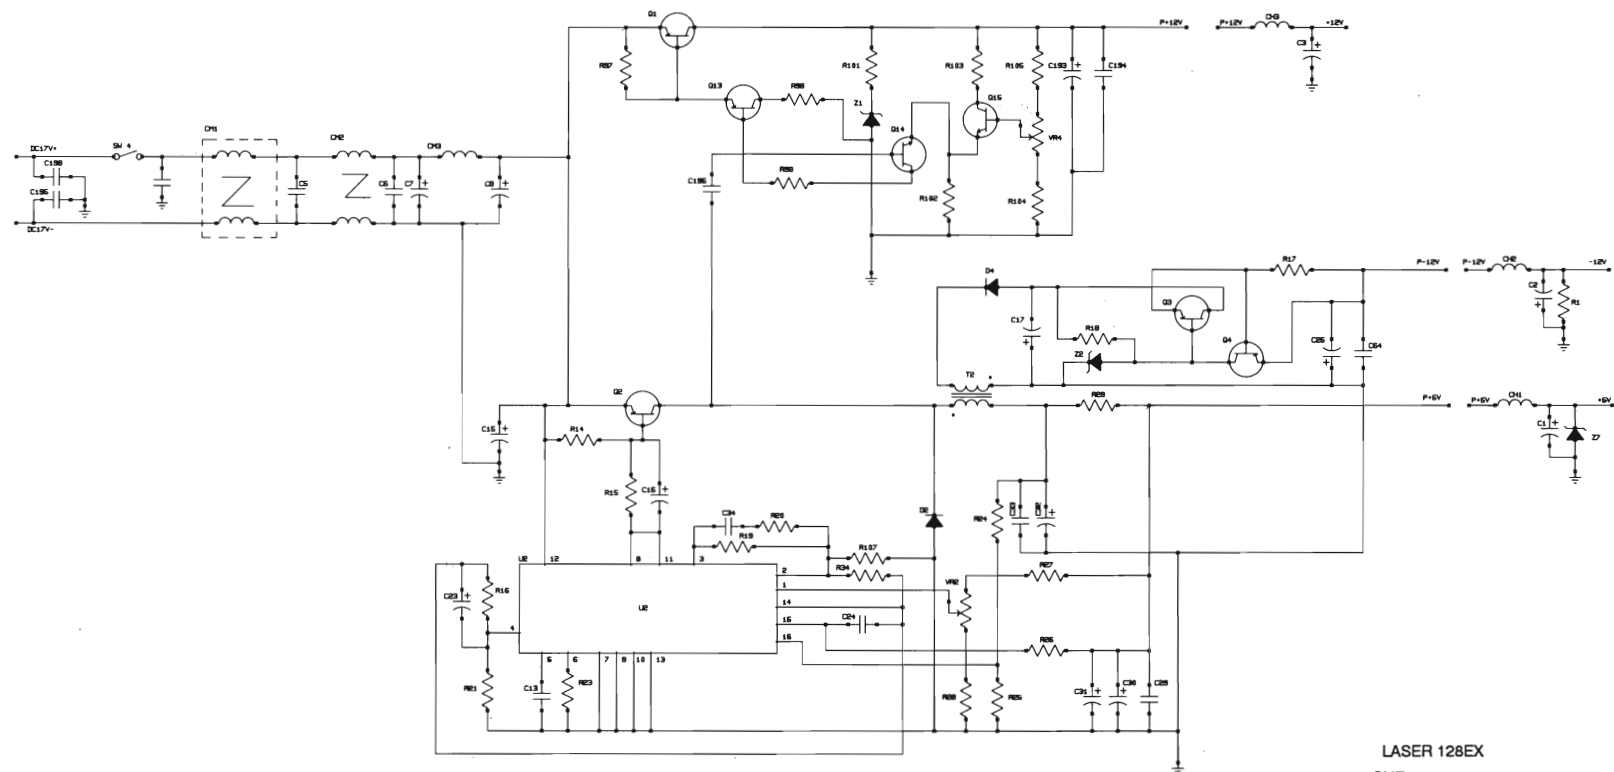 Q1
P+12V
P+12V
CH3
+12V
R97
R101
R103
R105
C193
C194
C3
Q13
R98
Z1
Q15
Q14
VR4
CM1
CM2
CM3
DC17V+
SW 4
C198
C196
C5
C6
C7
C8
R99
C195
R102
R104
DC17V-
D4
R17
P-12V
P-12V
CH2
-12V
Q3
C2
R1
C17
R18
Z2
Q4
C26
C64
T2
Q2
R29
P+5V
P+5V
CH1
+5V
C15
R14
C1
Z7
R15
C16
C34
R20
R19
D2
R24
U2
12
8
11
3
R107
R34
VR2
R27
C23
R16
U2
2
1
14
15
16
C24
4
R26
5
6
7
9
10
13
R21
C13
R23
R28
R25
C31
C30
C29
LASER 128EX